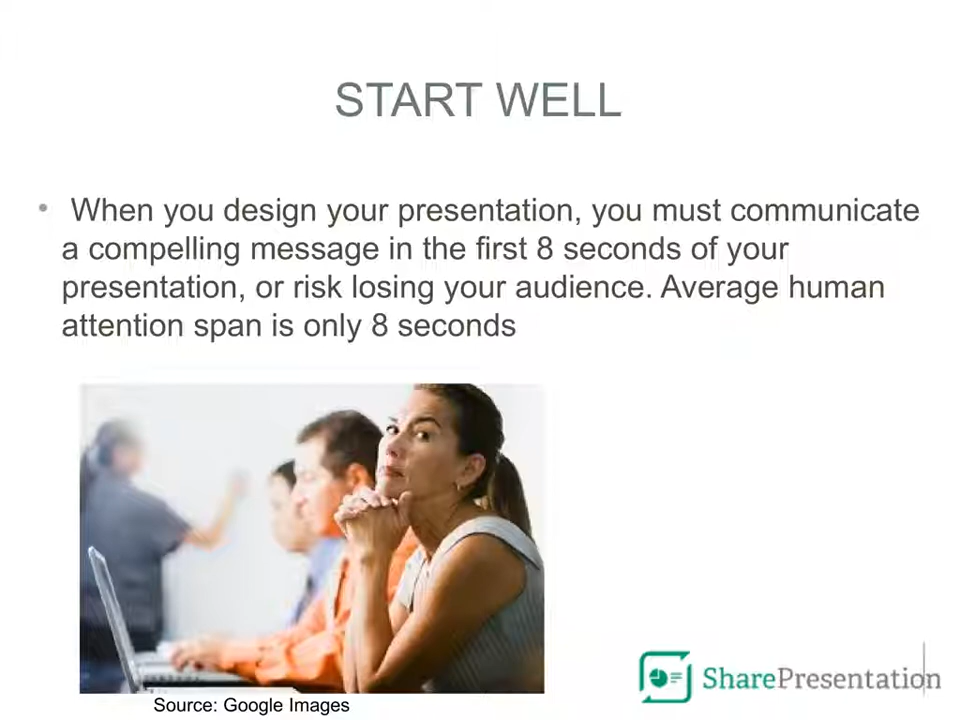 START WELL
• When you design your presentation, you must communicate
a compelling message in the first 8 seconds of your
presentation, or risk losing your audience. Average human
attention span is only 8 seconds
Source: Google Images
SharePresentation